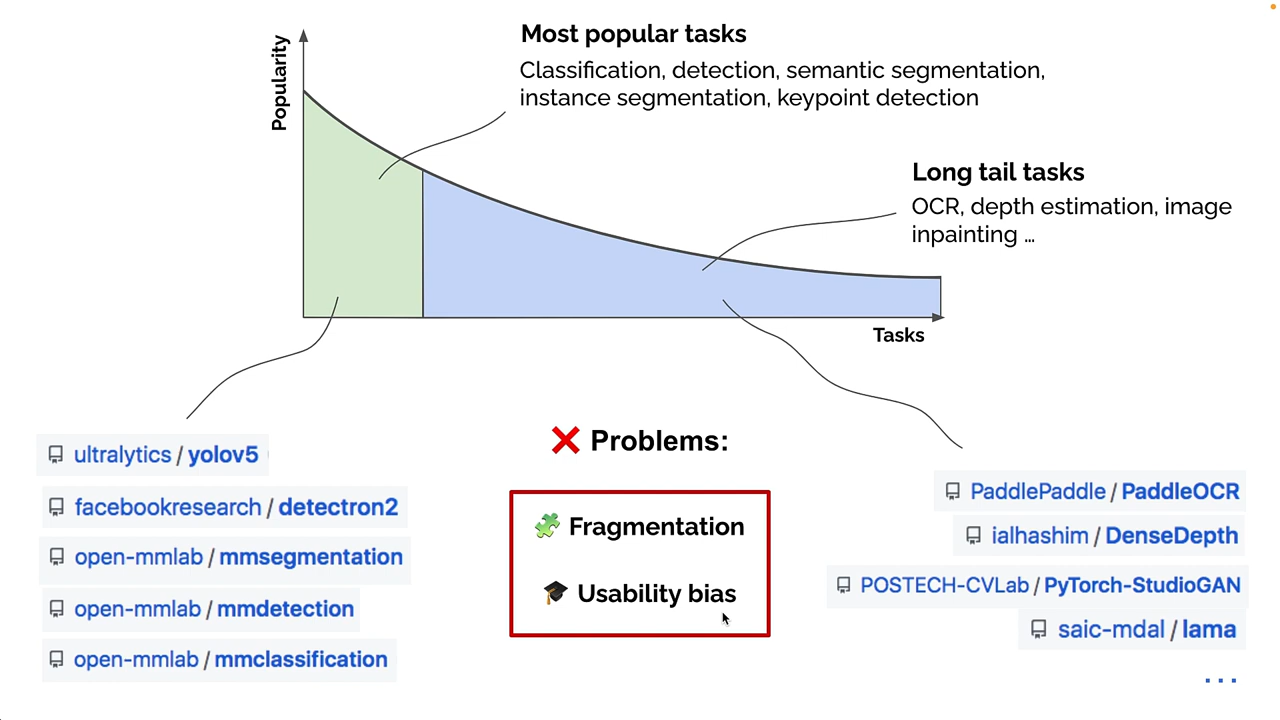 Popularity
Most popular tasks
Classification, detection, semantic segmentation,
instance segmentation, keypoint detection
Long tail tasks
OCR, depth estimation, image
inpainting …
Tasks
ultralytics / yolov5
facebookresearch / detectron2
open-mmlab / mmsegmentation
open-mmlab / mmdetection
open-mmlab / mmclassification
❌ Problems:
🧩 Fragmentation
🎓 Usability bias
PaddlePaddle / PaddleOCR
ialhashim / DenseDepth
POSTECH-CVLab / PyTorch-StudioGAN
saic-mdal / lama
...